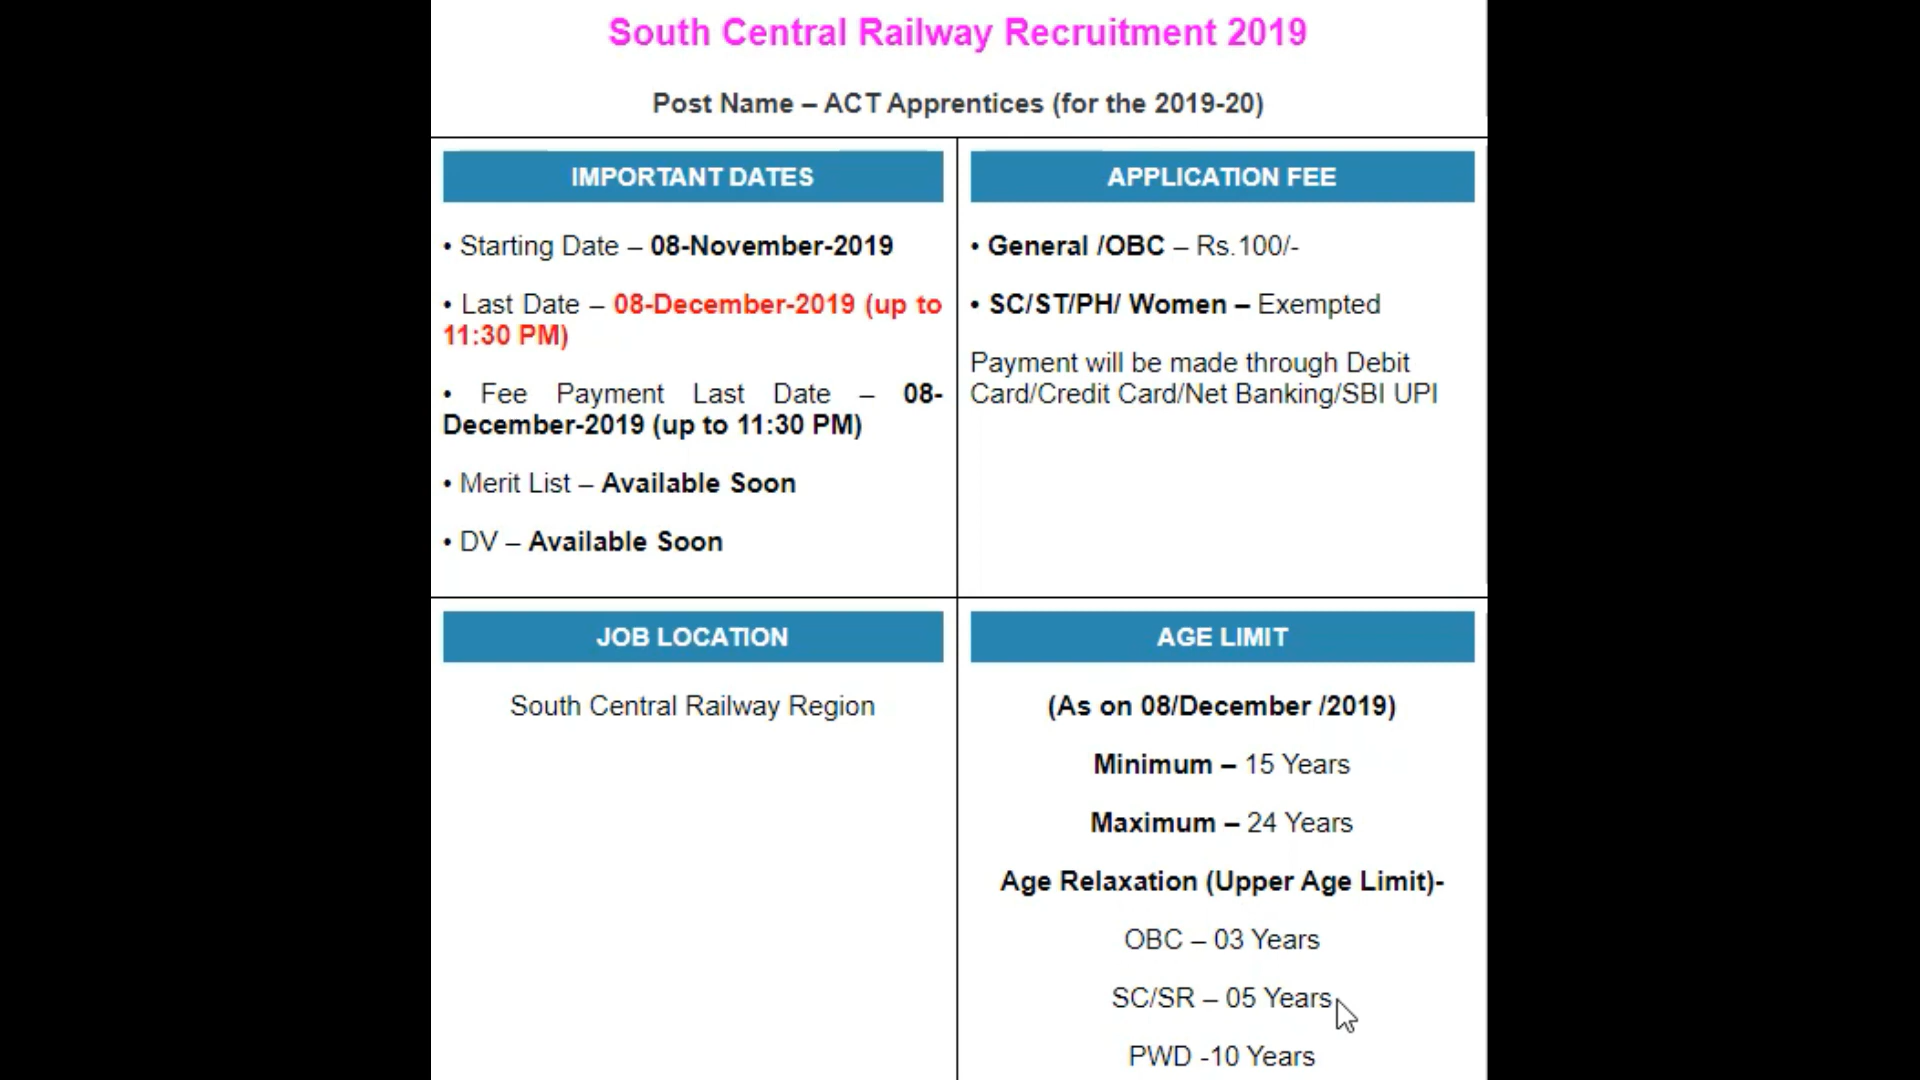 South Central Railway Recruitment 2019
Post Name – ACT Apprentices (for the 2019-20)
IMPORTANT DATES
• Starting Date – 08-November-2019
• Last Date – 08-December-2019 (up to
11:30 PM)
• Fee Payment Last Date – 08-
December-2019 (up to 11:30 PM)
• Merit List – Available Soon
• DV – Available Soon
APPLICATION FEE
• General /OBC – Rs.100/-
• SC/ST/PH/ Women – Exempted
Payment will be made through Debit
Card/Credit Card/Net Banking/SBI UPI
JOB LOCATION
South Central Railway Region
AGE LIMIT
(As on 08/December /2019)
Minimum – 15 Years
Maximum – 24 Years
Age Relaxation (Upper Age Limit)-
OBC – 03 Years
SC/SR – 05 Years
PWD -10 Years